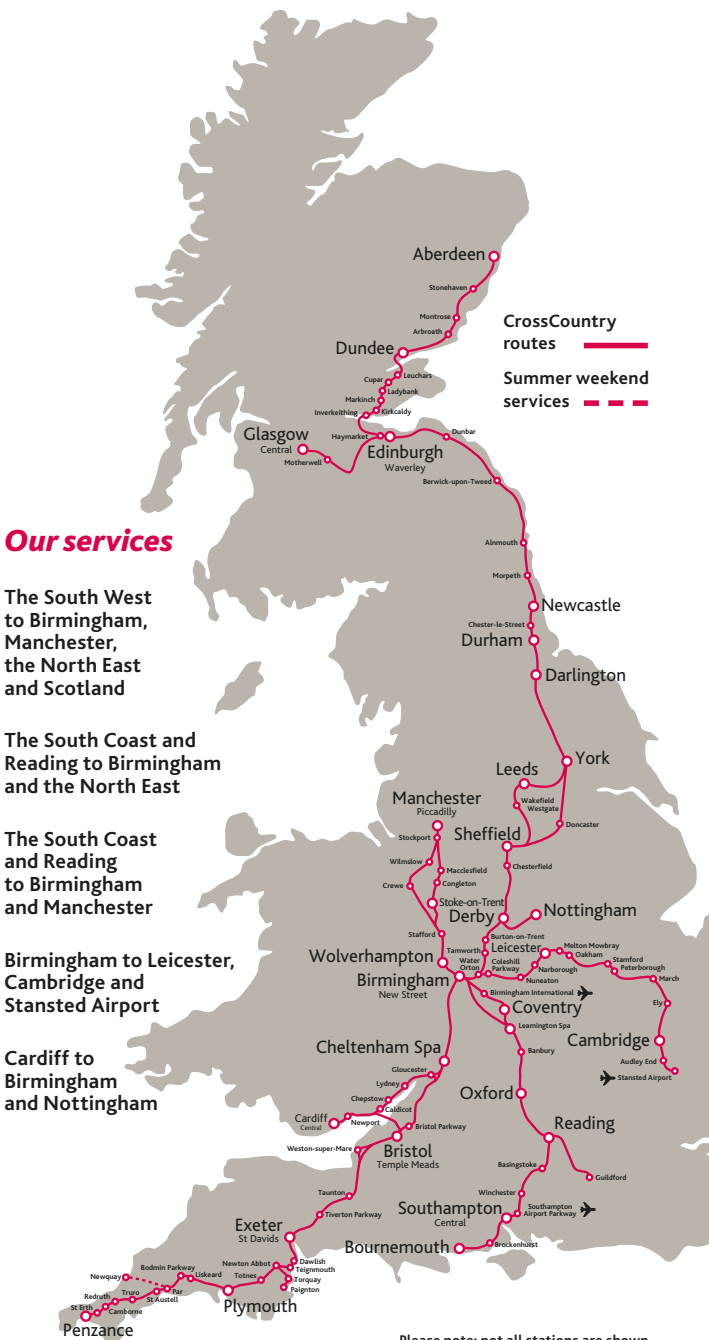 Aberdeen
Stonehaven
Montrose
Arbroath
CrossCountry
routes
Dundee
Summer weekend
services
Leuchars
Cupar
Ladybank
Markinch
Kirkcaldy
Inverkeithing
Glasgow
Central
Haymarket
Edinburgh
Waverley
Dunbar
Motherwell
Berwick-upon-Tweed
Our services
Alnmouth
Morpeth
The South West
to Birmingham,
Manchester,
the North East
and Scotland
Newcastle
Chester-le-Street
Durham
Darlington
The South Coast and
Reading to Birmingham
and the North East
York
Leeds
Manchester
Piccadilly
Wakefield
Westgate
Doncaster
Stockport
Sheffield
The South Coast
and Reading
to Birmingham
and Manchester
Wilmslow
Macclesfield
Chesterfield
Crewe
Congleton
Stoke-on-Trent
Derby
Nottingham
Stafford
Burton-on-Trent
Tamworth
Leicester
Melton Mowbray
Oakham
Stamford
Peterborough
March
Birmingham to Leicester,
Cambridge and
Stansted Airport
Wolverhampton
Water
Orton
Coleshill
Parkway
Narborough
Nuneaton
Birmingham
New Street
Birmingham International
Ely
Coventry
Leamington Spa
Cambridge
Cardiff to
Birmingham
and Nottingham
Cheltenham Spa
Banbury
Audley End
Stansted Airport
Gloucester
Lydney
Chepstow
Caldicot
Oxford
Cardiff
Central
Newport
Bristol Parkway
Reading
Bristol
Temple Meads
Weston-super-Mare
Basingstoke
Guildford
Taunton
Tiverton Parkway
Winchester
Southampton
Central
Southampton
Airport Parkway
Exeter
St Davids
Bournemouth
Brockenhurst
Newton Abbot
Dawlish
Teignmouth
Totnes
Torquay
Paignton
Bodmin Parkway
Liskeard
Newquay
Par
St Austell
Truro
Redruth
Camborne
St Erth
Plymouth
Penzance
Please note: not all stations are shown